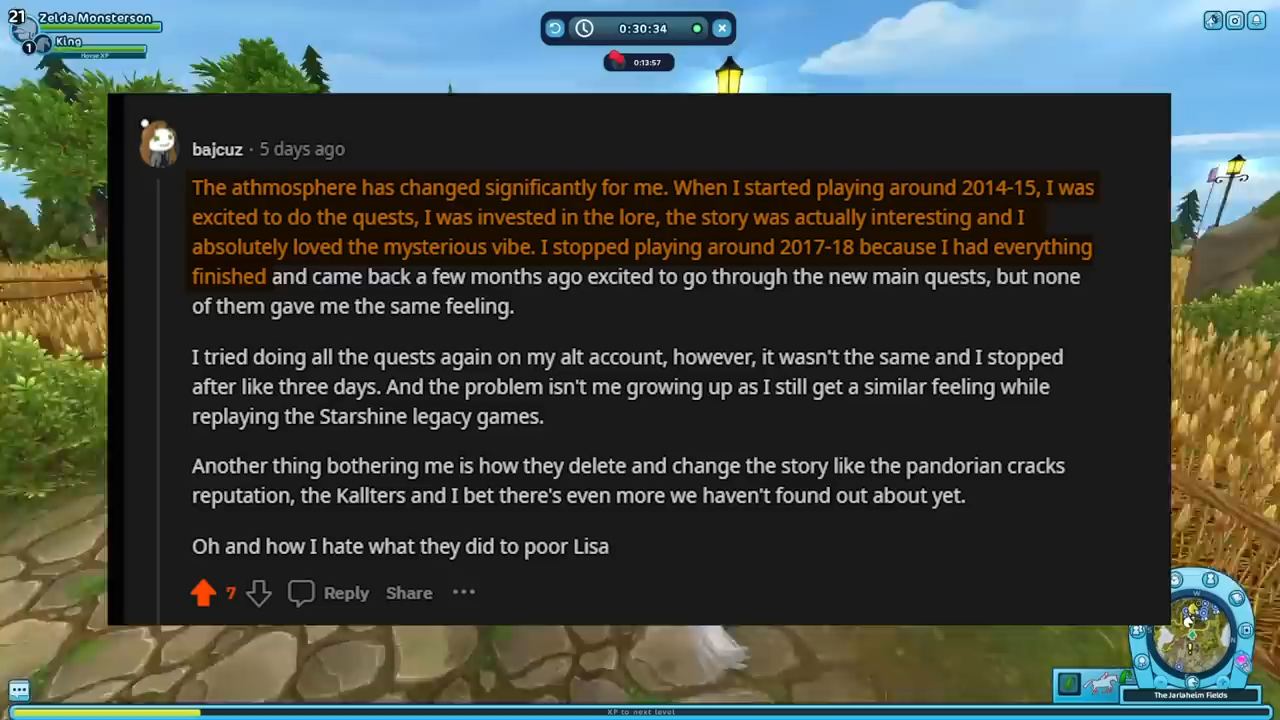 21 Zelda Monsterson
1 King
Horse XP
0:30:34
0:13:57
bajcuz · 5 days ago
The athmosphere has changed significantly for me. When I started playing around 2014-15, I was
excited to do the quests, I was invested in the lore, the story was actually interesting and I
absolutely loved the mysterious vibe. I stopped playing around 2017-18 because I had everything
finished and came back a few months ago excited to go through the new main quests, but none
of them gave me the same feeling.
I tried doing all the quests again on my alt account, however, it wasn't the same and I stopped
after like three days. And the problem isn't me growing up as I still get a similar feeling while
replaying the Starshine legacy games.
Another thing bothering me is how they delete and change the story like the pandorian cracks
reputation, the Kallters and I bet there's even more we haven't found out about yet.
Oh and how I hate what they did to poor Lisa
7 Reply Share ···
W
The Jarlaheim Fields
XP to next level